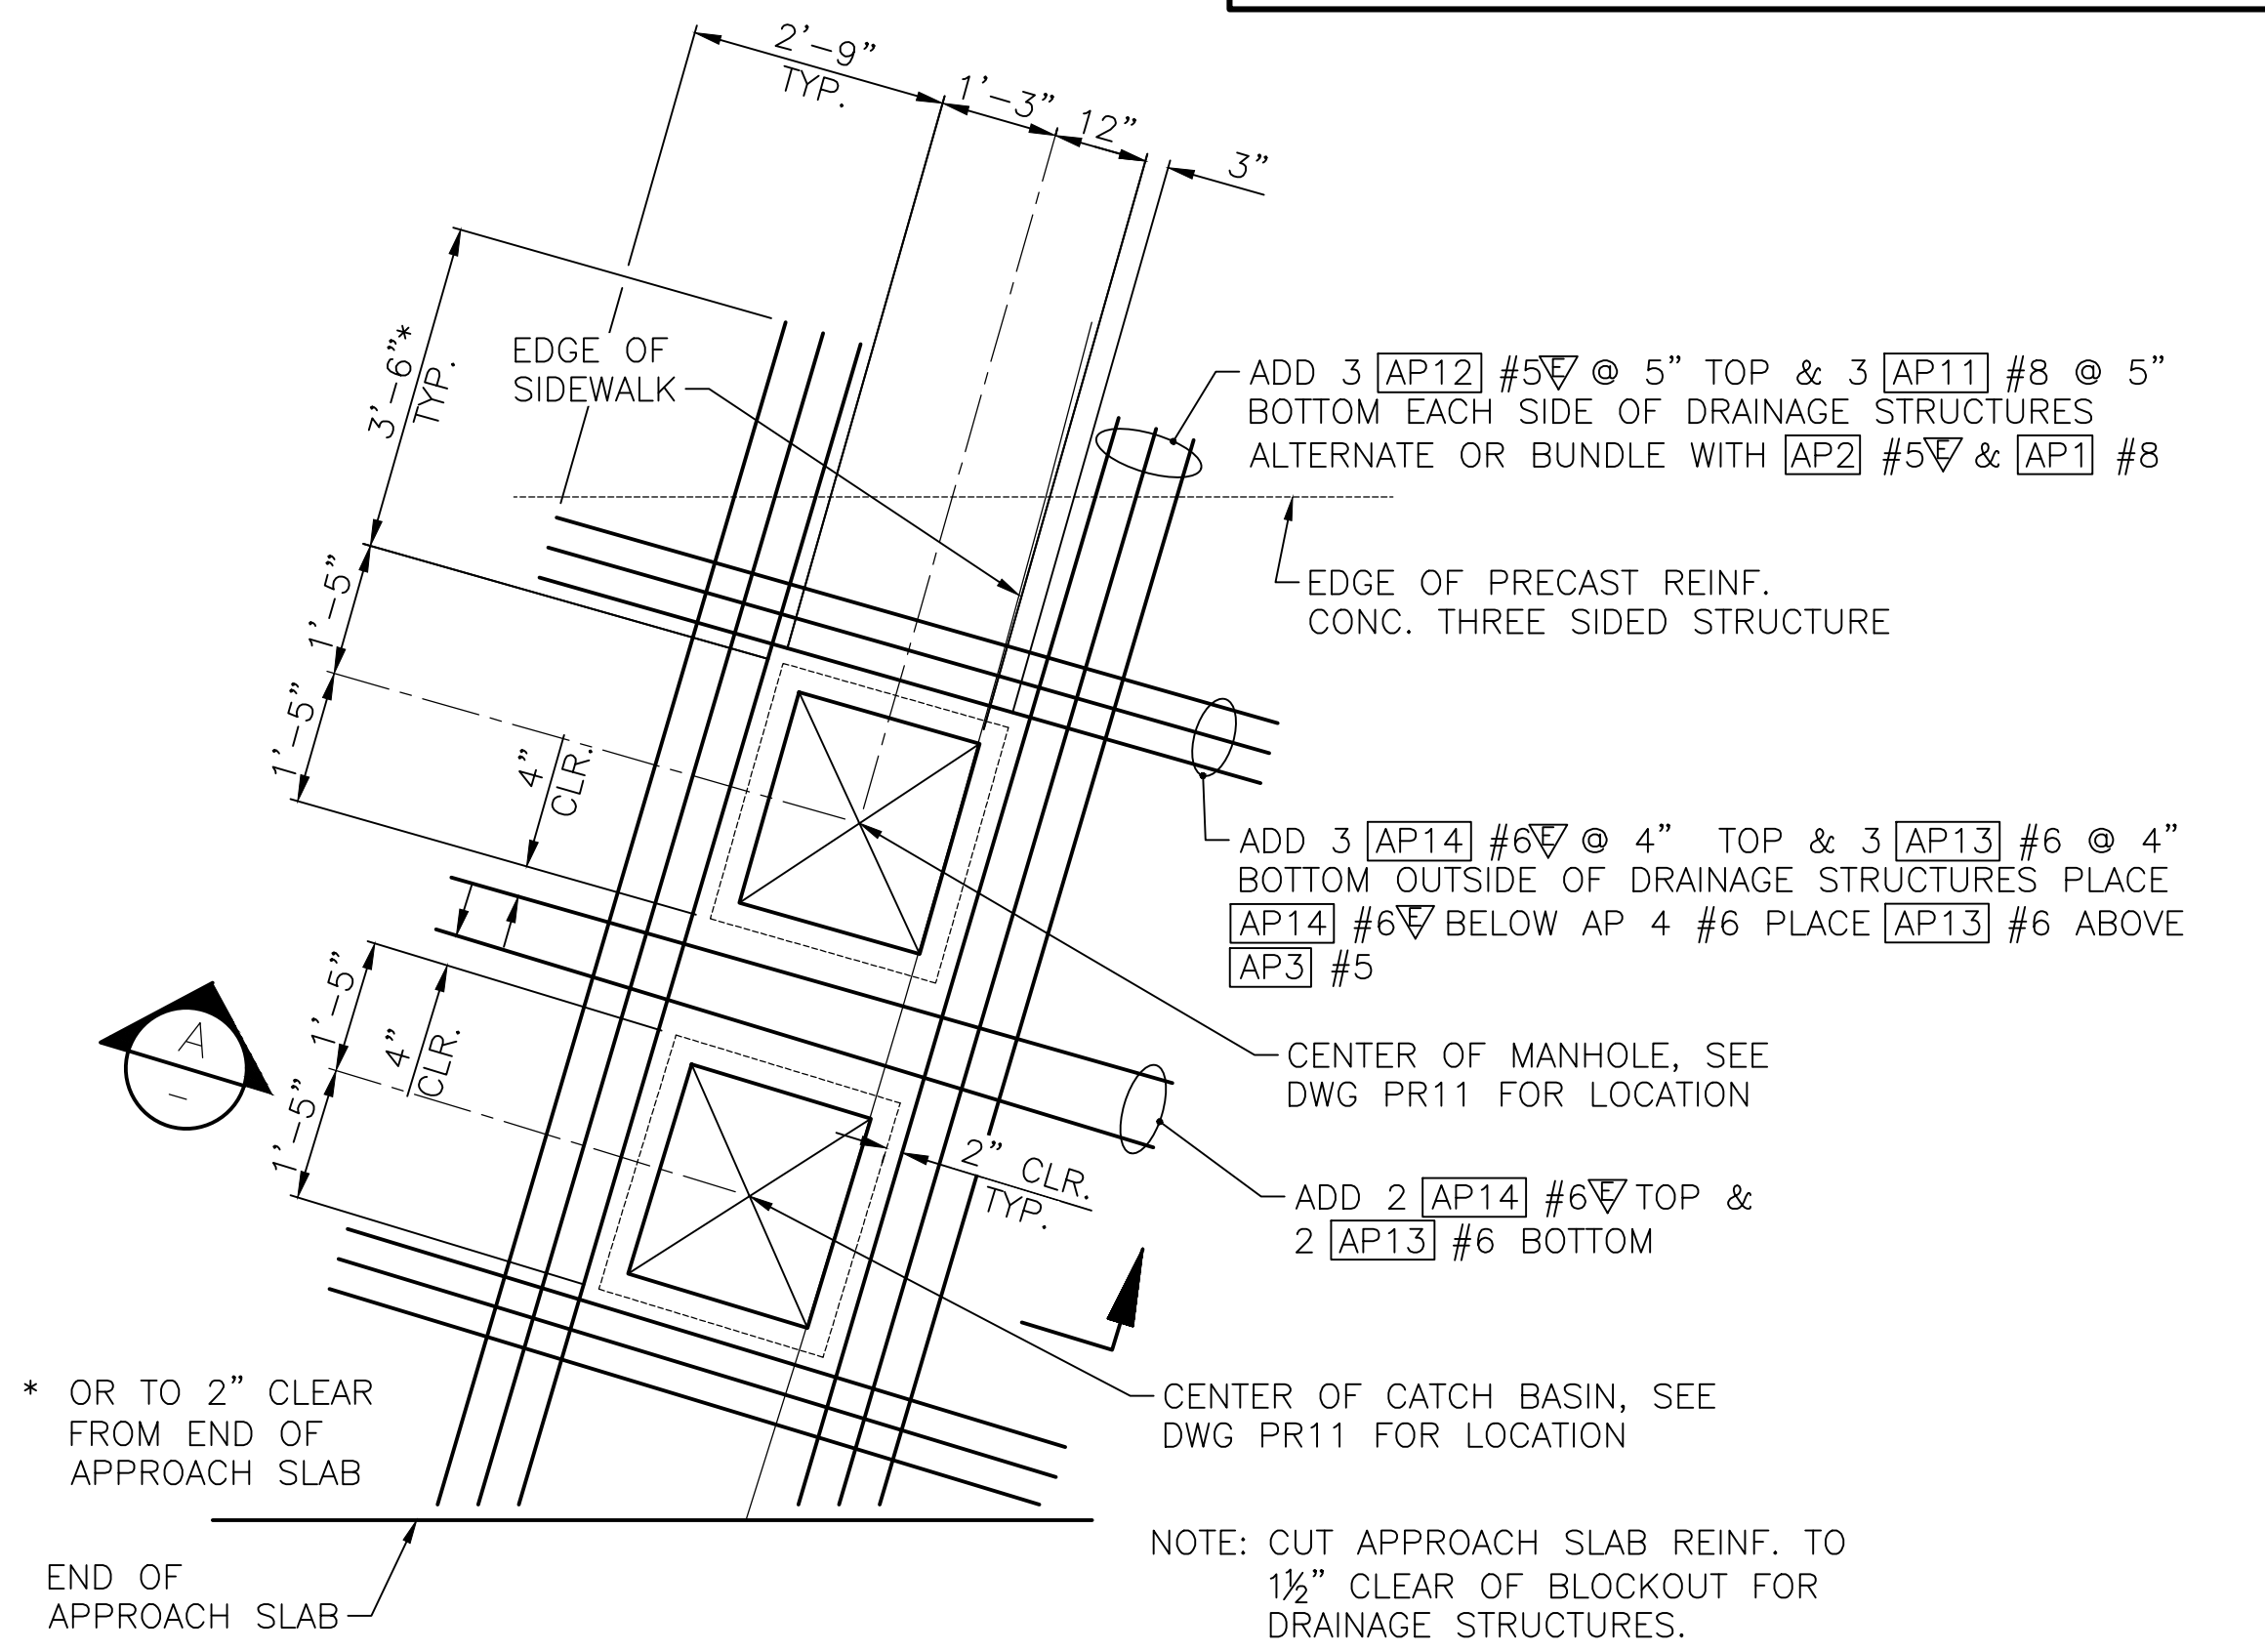 2'-9"
TYP.
1'-3"
12"
3"
3'-6"*
TYP.
EDGE OF
SIDEWALK
ADD 3 AP12 #5 E @ 5" TOP & 3 AP11 #8 @ 5"
BOTTOM EACH SIDE OF DRAINAGE STRUCTURES
ALTERNATE OR BUNDLE WITH AP2 #5 E & AP1 #8
EDGE OF PRECAST REINF.
CONC. THREE SIDED STRUCTURE
1'-5"
1'-5"
4"
CLR.
ADD 3 AP14 #6 E @ 4" TOP & 3 AP13 #6 @ 4"
BOTTOM OUTSIDE OF DRAINAGE STRUCTURES PLACE
AP14 #6 E BELOW AP 4 #6 PLACE AP13 #6 ABOVE
AP3 #5
1'-5"
4"
CLR.
1'-5"
A
-
CENTER OF MANHOLE, SEE
DWG PR11 FOR LOCATION
2" CLR.
TYP.
ADD 2 AP14 #6 E TOP &
2 AP13 #6 BOTTOM
* OR TO 2" CLEAR
FROM END OF
APPROACH SLAB
CENTER OF CATCH BASIN, SEE
DWG PR11 FOR LOCATION
END OF
APPROACH SLAB
NOTE: CUT APPROACH SLAB REINF. TO
1½" CLEAR OF BLOCKOUT FOR
DRAINAGE STRUCTURES.